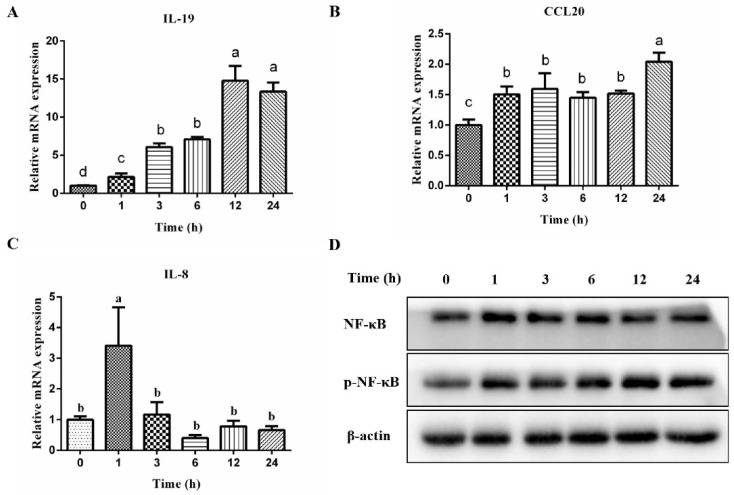 A
IL-19
Relative mRNA expression
20
15
10
5
0
d
c
b
b
a
a
0 1 3 6 12 24
Time (h)
B
CCL20
Relative mRNA expression
2.5
2.0
1.5
1.0
0.5
0.0
c
b
b
b
b
a
0 1 3 6 12 24
Time (h)
C
IL-8
Relative mRNA expression
5
4
3
2
1
0
b
a
b
b
b
b
0 1 3 6 12 24
Time (h)
D
Time (h) 0 1 3 6 12 24
NF-κB
p-NF-κB
β-actin